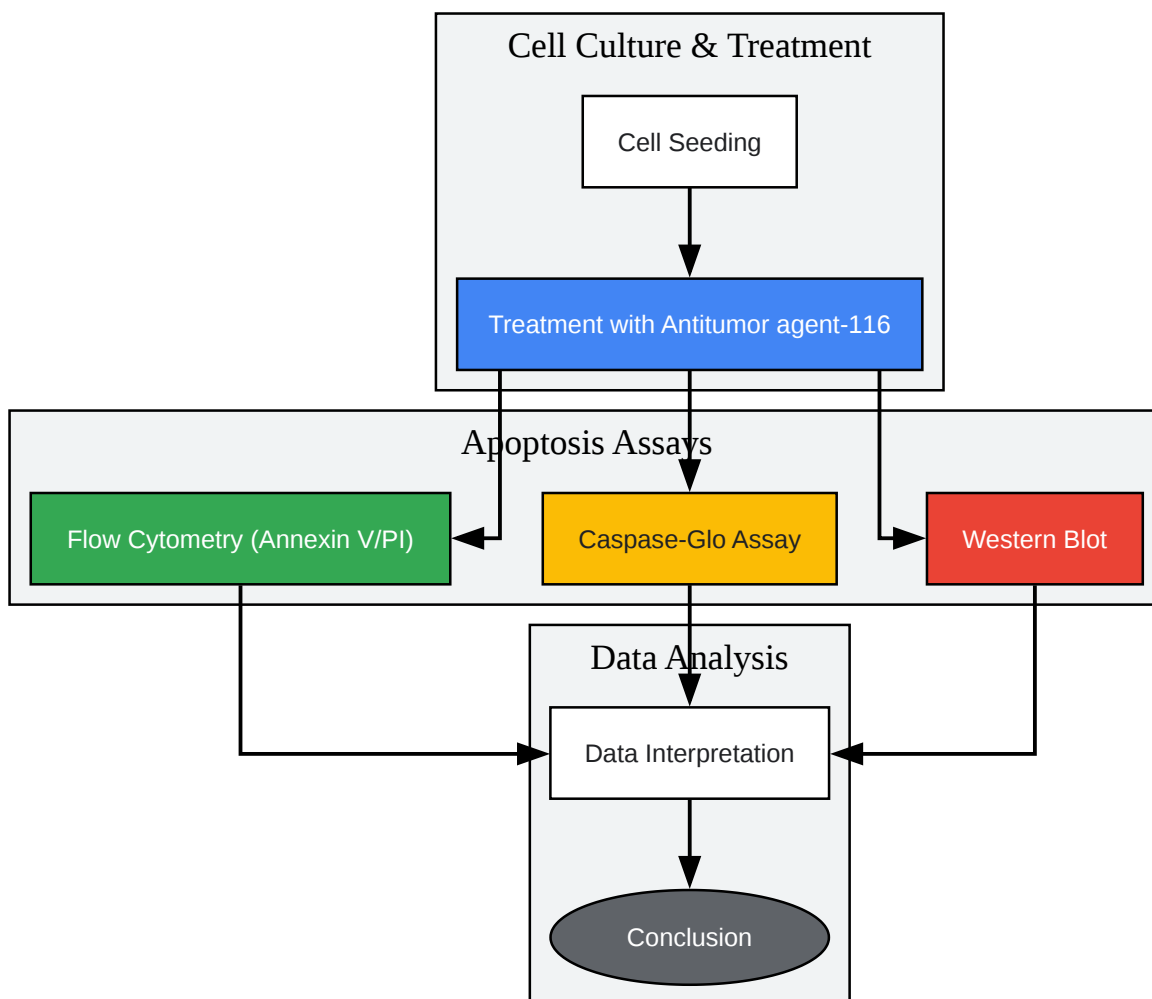 Cell Culture & Treatment
Cell Seeding
Treatment with Antitumor agent-116
Apoptosis Assays
Flow Cytometry (Annexin V/PI)
Caspase-Glo Assay
Western Blot
Data Analysis
Data Interpretation
Conclusion